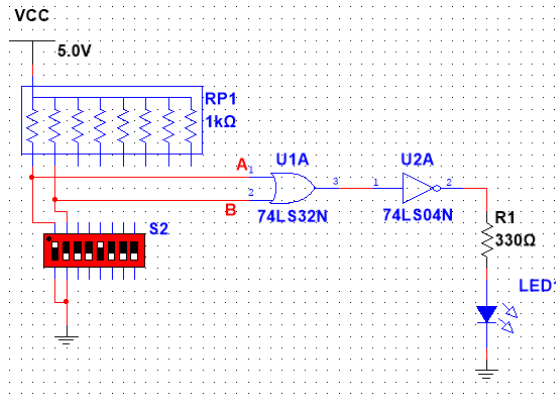 VCC
5.0V
RP1
1kΩ
A 1
U1A
3
2
B
74LS32N
U2A
1
2
74LS04N
S2
R1
330Ω
LED1